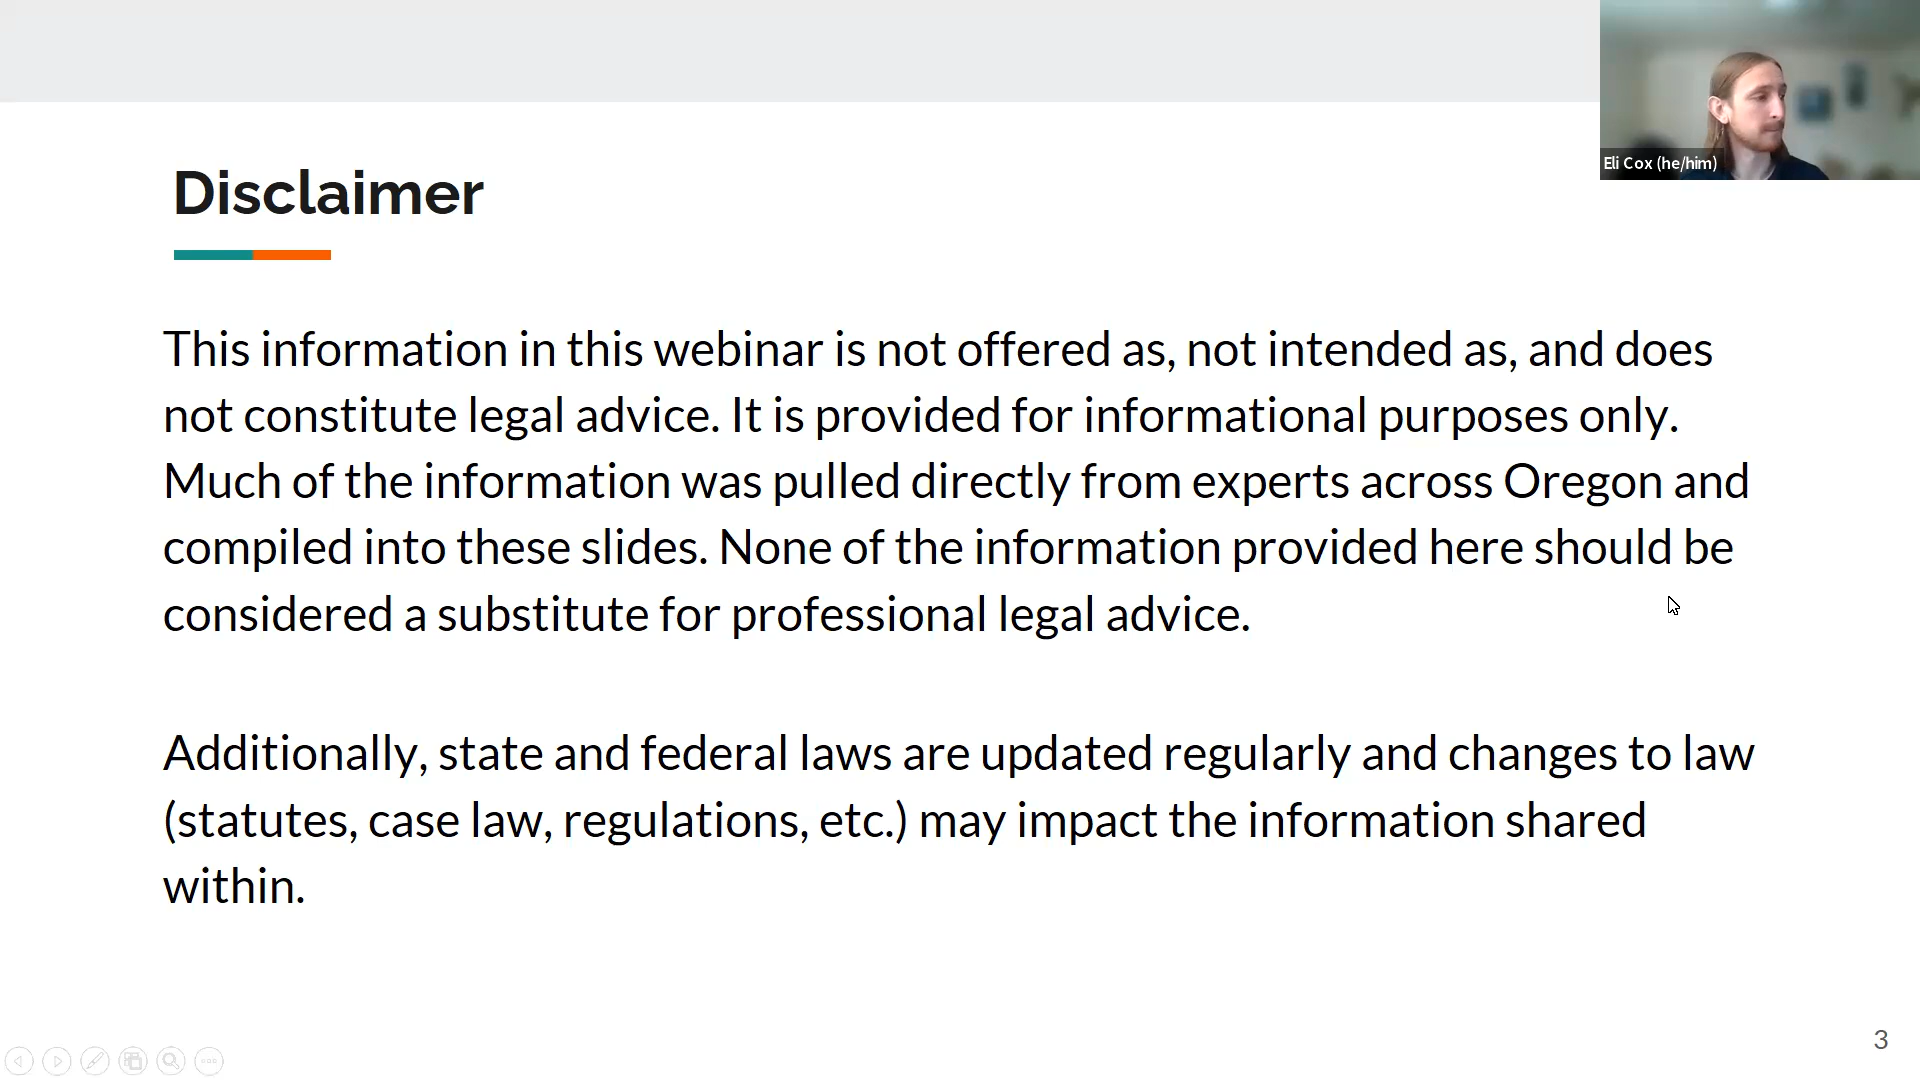 Eli Cox (he/him)
Disclaimer
This information in this webinar is not offered as, not intended as, and does
not constitute legal advice. It is provided for informational purposes only.
Much of the information was pulled directly from experts across Oregon and
compiled into these slides. None of the information provided here should be
considered a substitute for professional legal advice.
Additionally, state and federal laws are updated regularly and changes to law
(statutes, case law, regulations, etc.) may impact the information shared
within.
3